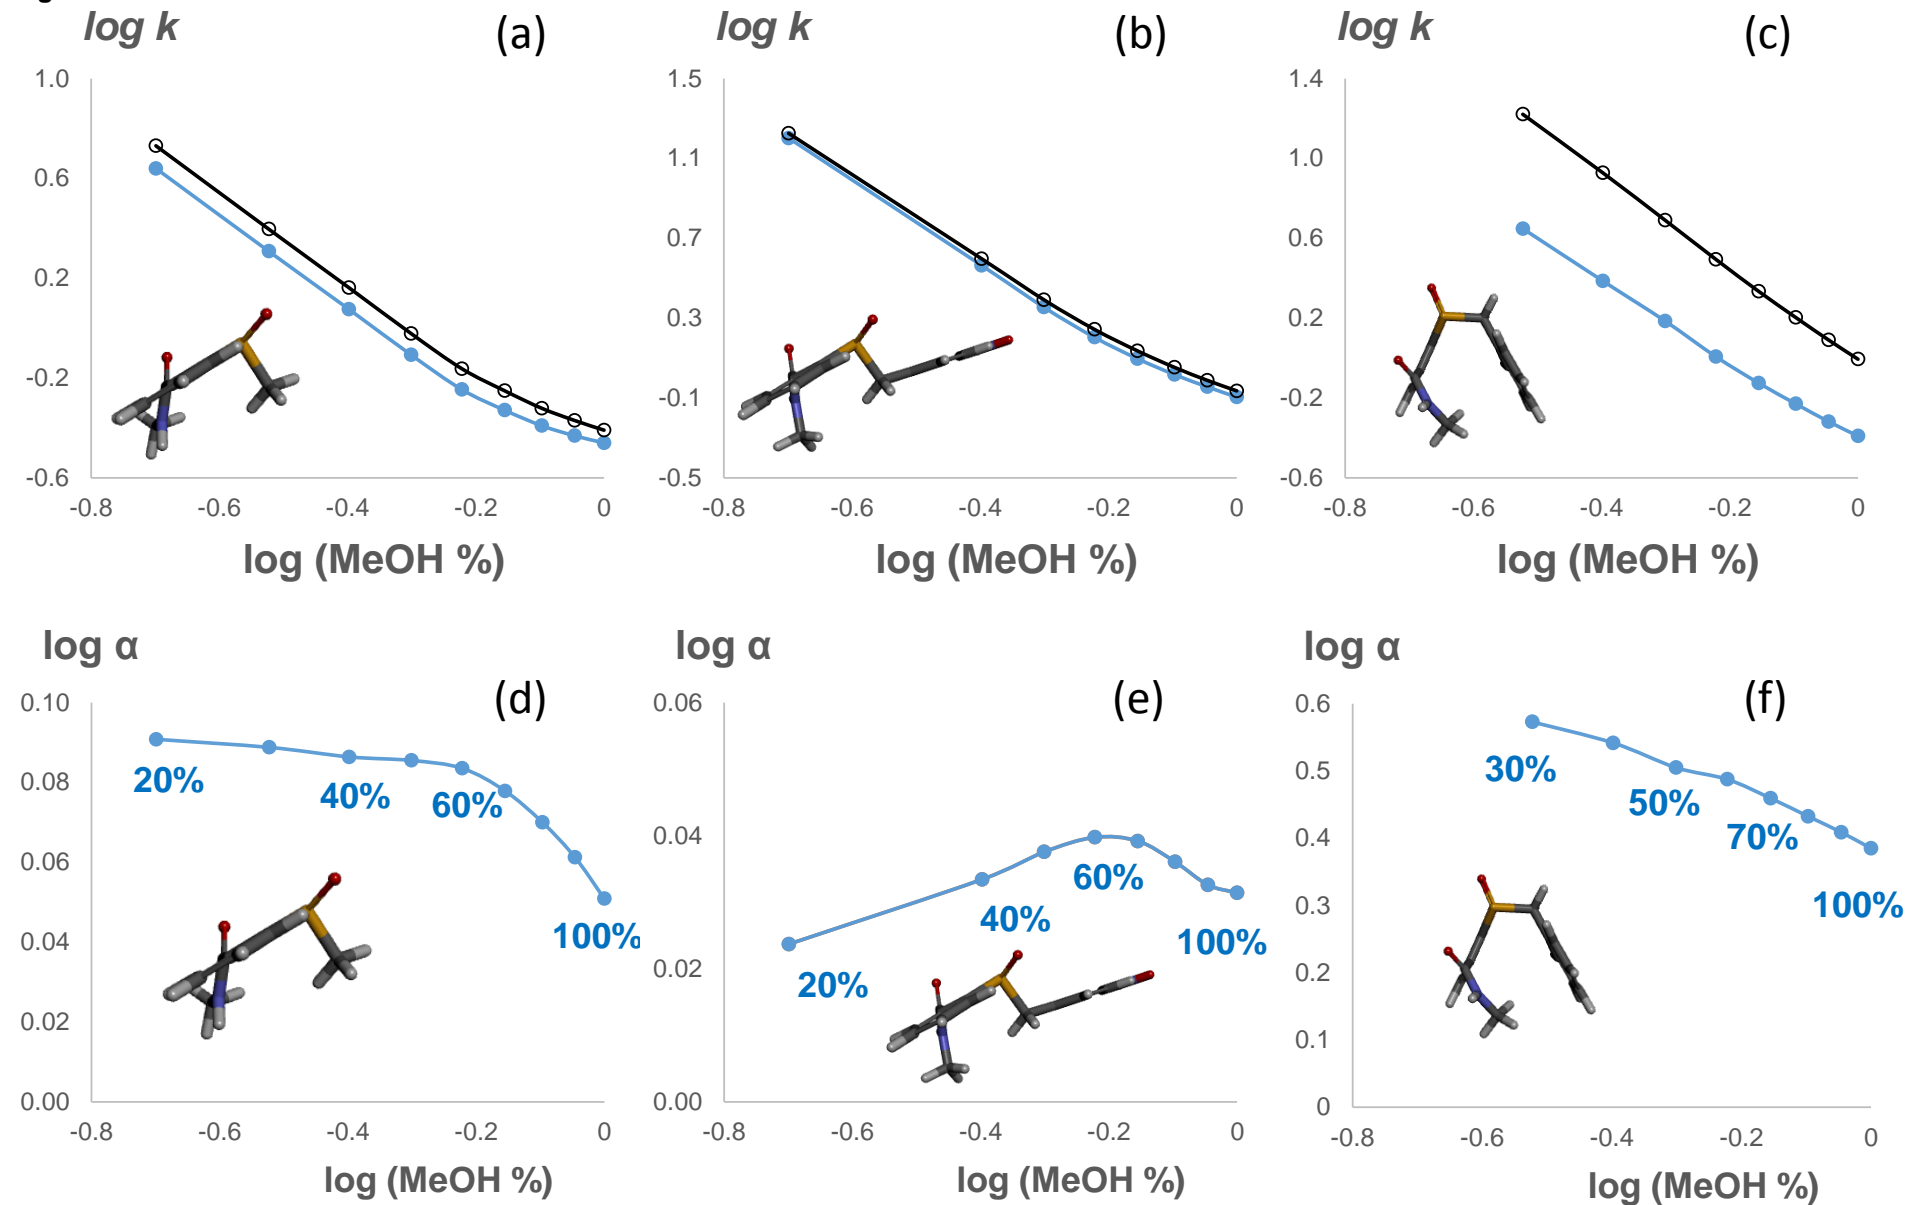 log k (a) log k (b) log k (c)
1.0 1.5 1.4
0.6 1.1 1.0
0.2 0.7 0.6
-0.2 0.3 0.2
-0.6 -0.1 -0.2
-0.5 -0.6
-0.8 -0.6 -0.4 -0.2 0 -0.8 -0.6 -0.4 -0.2 0 -0.8 -0.6 -0.4 -0.2 0
log (MeOH %) log (MeOH %) log (MeOH %)
log α (d) log α (e) log α (f)
0.10 0.08 0.06 0.04 0.02 0.00
20% 40% 60% 100%
-0.8 -0.6 -0.4 -0.2 0
log (MeOH %)
0.06 0.04 0.02 0.00
20% 40% 60% 100%
-0.8 -0.6 -0.4 -0.2 0
log (MeOH %)
0.6 0.5 0.4 0.3 0.2 0.1 0
30% 50% 70% 100%
-0.8 -0.6 -0.4 -0.2 0
log (MeOH %)